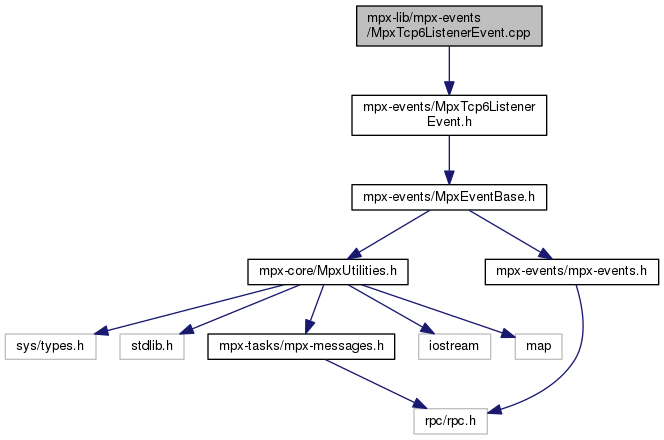 mpx-lib/mpx-events
/MpxTcp6ListenerEvent.cpp
mpx-events/MpxTcp6Listener
Event.h
mpx-events/MpxEventBase.h
mpx-core/MpxUtilities.h
mpx-events/mpx-events.h
sys/types.h
stdlib.h
mpx-tasks/mpx-messages.h
iostream
map
rpc/rpc.h